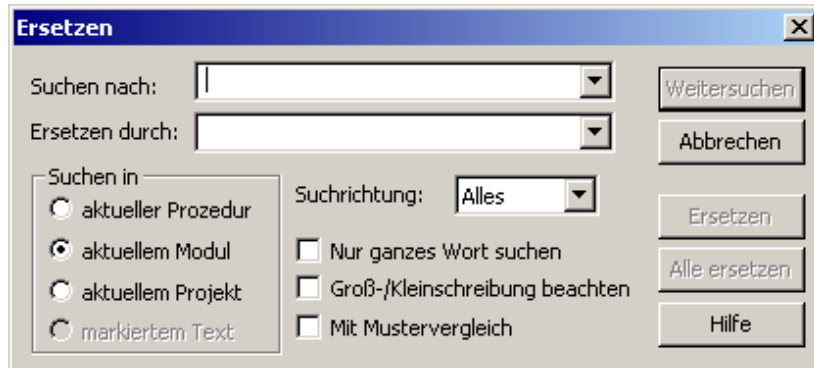 Ersetzen
Suchen nach:
Weitersuchen
Ersetzen durch:
Abbrechen
Suchen in
aktueller Prozedur
aktuellem Modul
aktuellem Projekt
markiertem Text
Suchrichtung: Alles
Nur ganzes Wort suchen
Groß-/Kleinschreibung beachten
Mit Mustervergleich
Ersetzen
Alle ersetzen
Hilfe